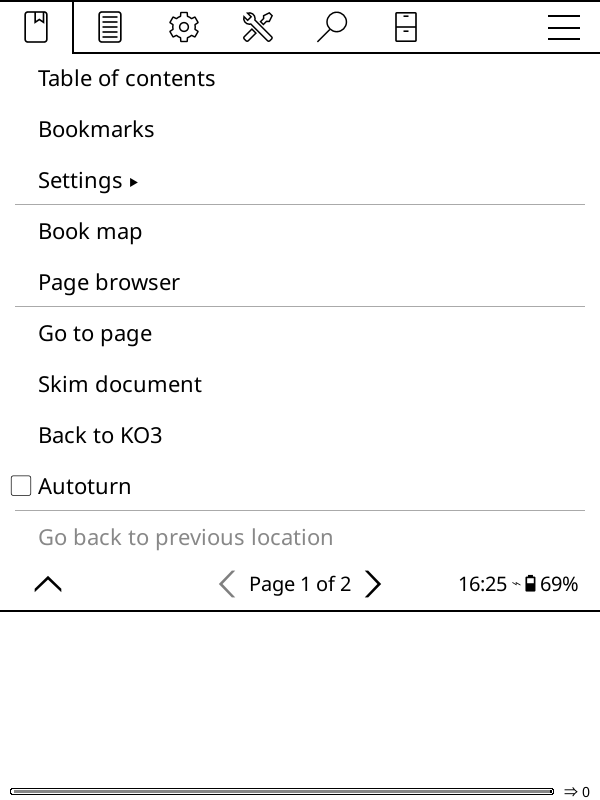 Table of contents
Bookmarks
Settings ▸
Book map
Page browser
Go to page
Skim document
Back to KO3
Autoturn
Go back to previous location
Page 1 of 2
16:25 69%
⇒ 0